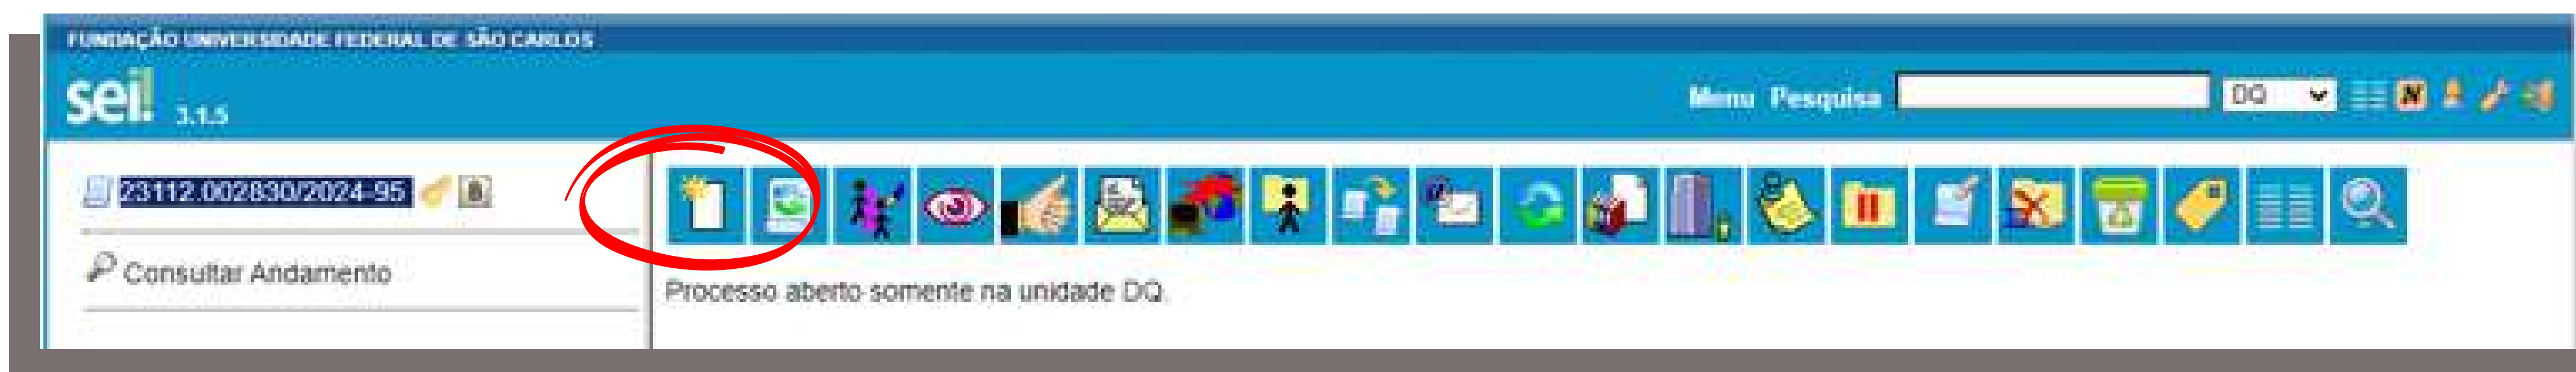 FUNDAÇÃO UNIVERSIDADE FEDERAL DE SÃO CARLOS
sei! 3.1.5
Menu Pesquisa DQ
23112.002830/2024-95
Consultar Andamento
Processo aberto somente na unidade DQ.